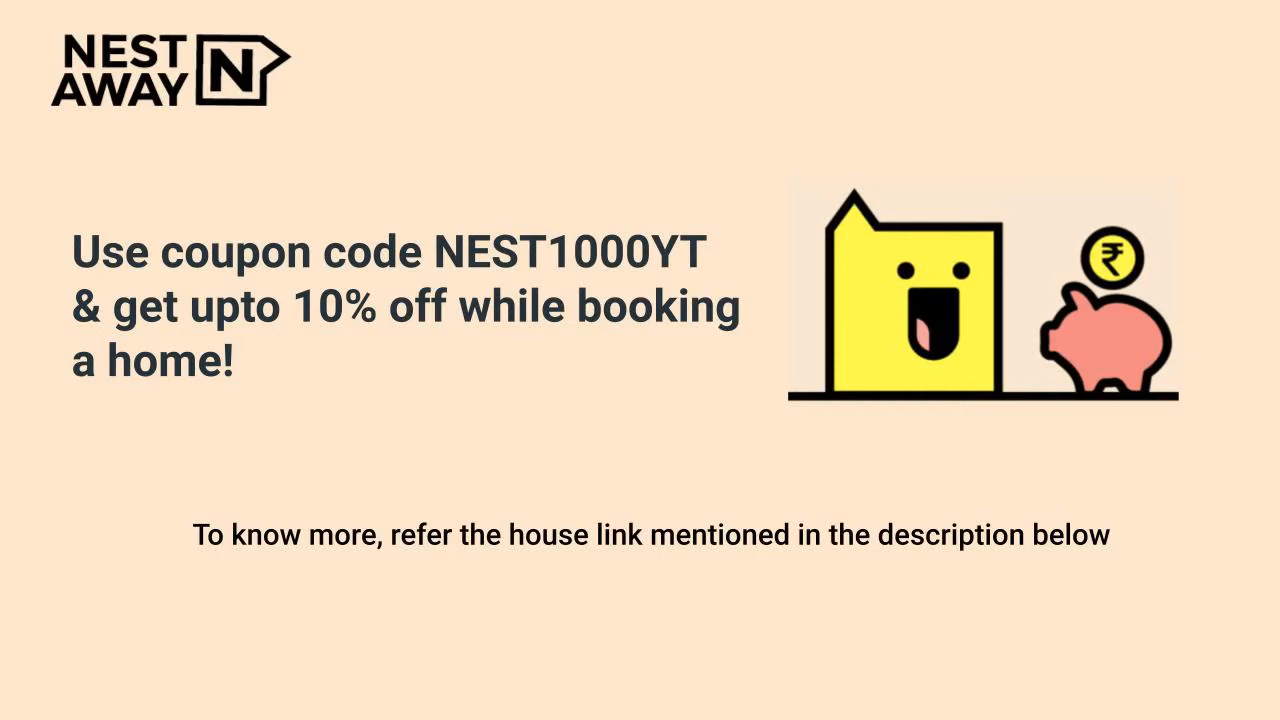 NEST
AWAY N
Use coupon code NEST1000YT
& get upto 10% off while booking
a home!
₹
To know more, refer the house link mentioned in the description below